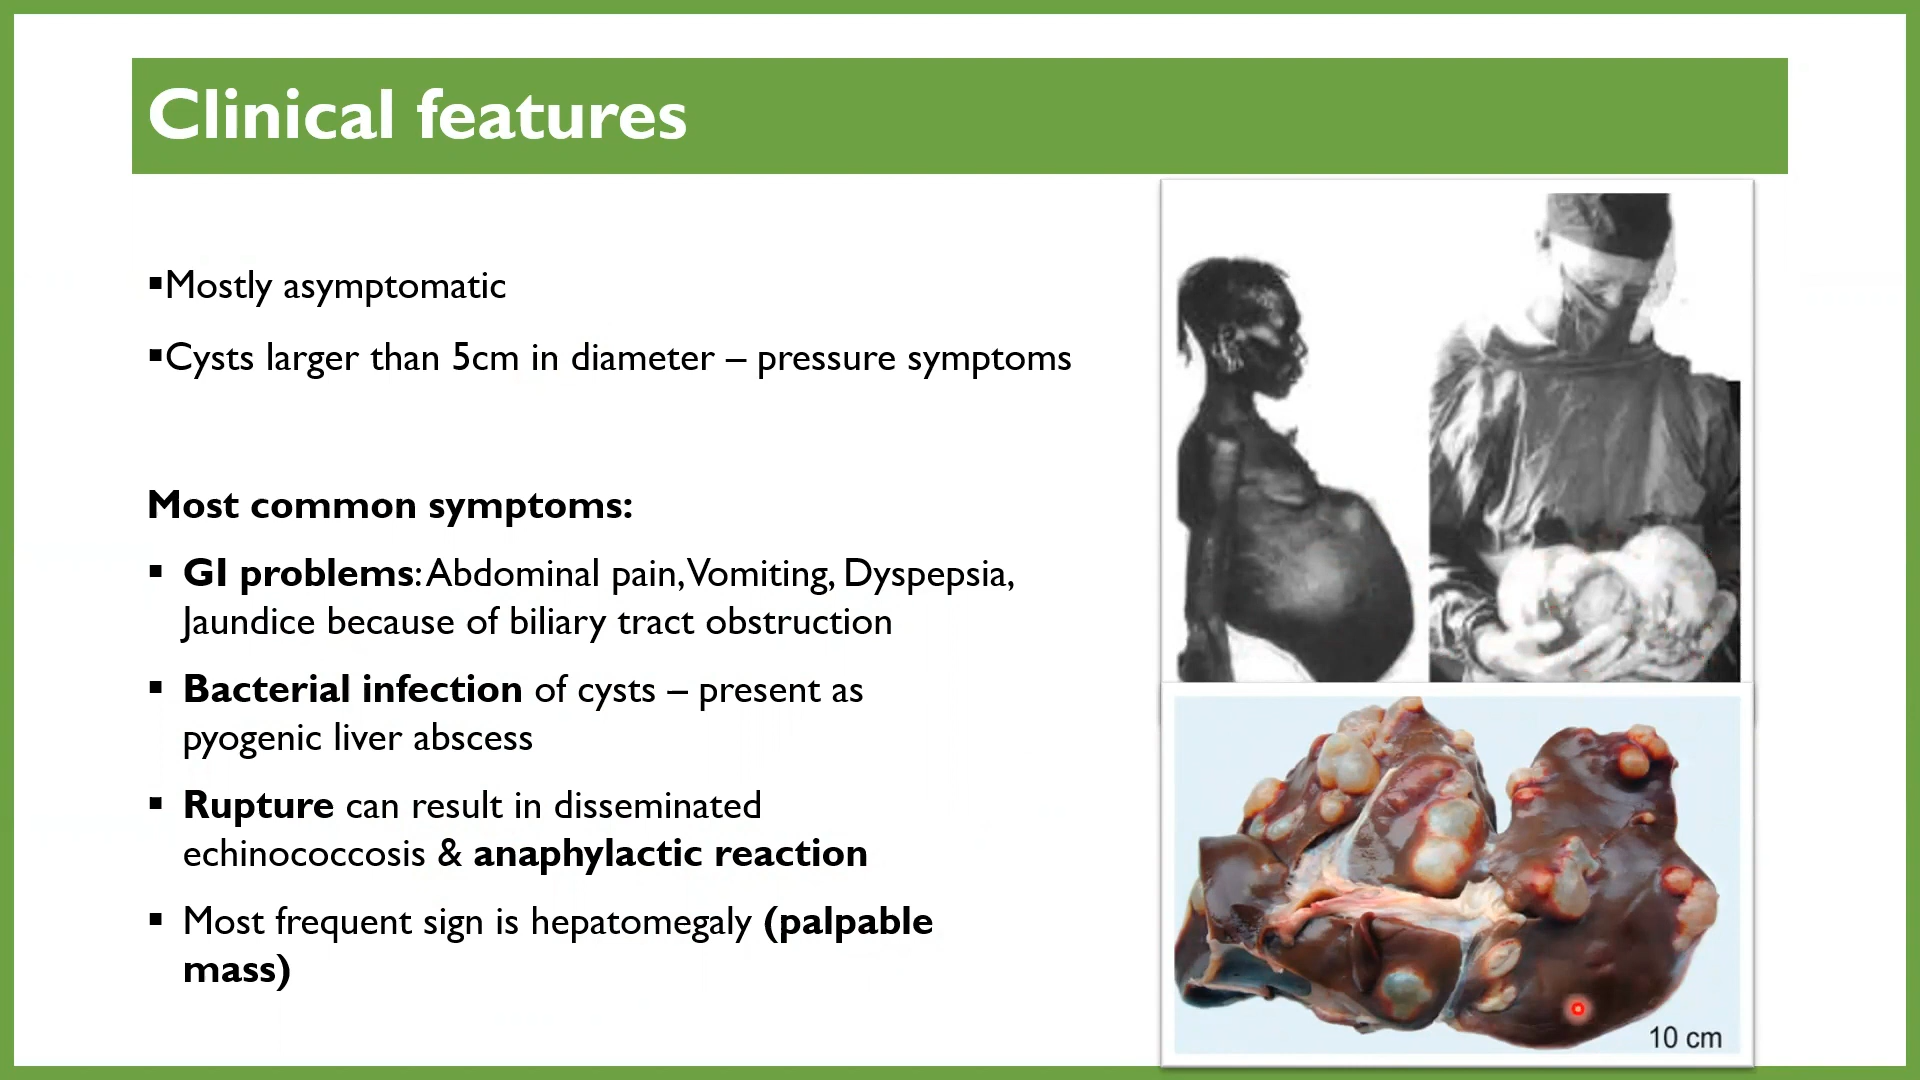 Clinical features
▪Mostly asymptomatic
▪Cysts larger than 5cm in diameter – pressure symptoms
Most common symptoms:
▪ GI problems: Abdominal pain, Vomiting, Dyspepsia,
Jaundice because of biliary tract obstruction
▪ Bacterial infection of cysts – present as
pyogenic liver abscess
▪ Rupture can result in disseminated
echinococcosis & anaphylactic reaction
▪ Most frequent sign is hepatomegaly (palpable
mass)
10 cm